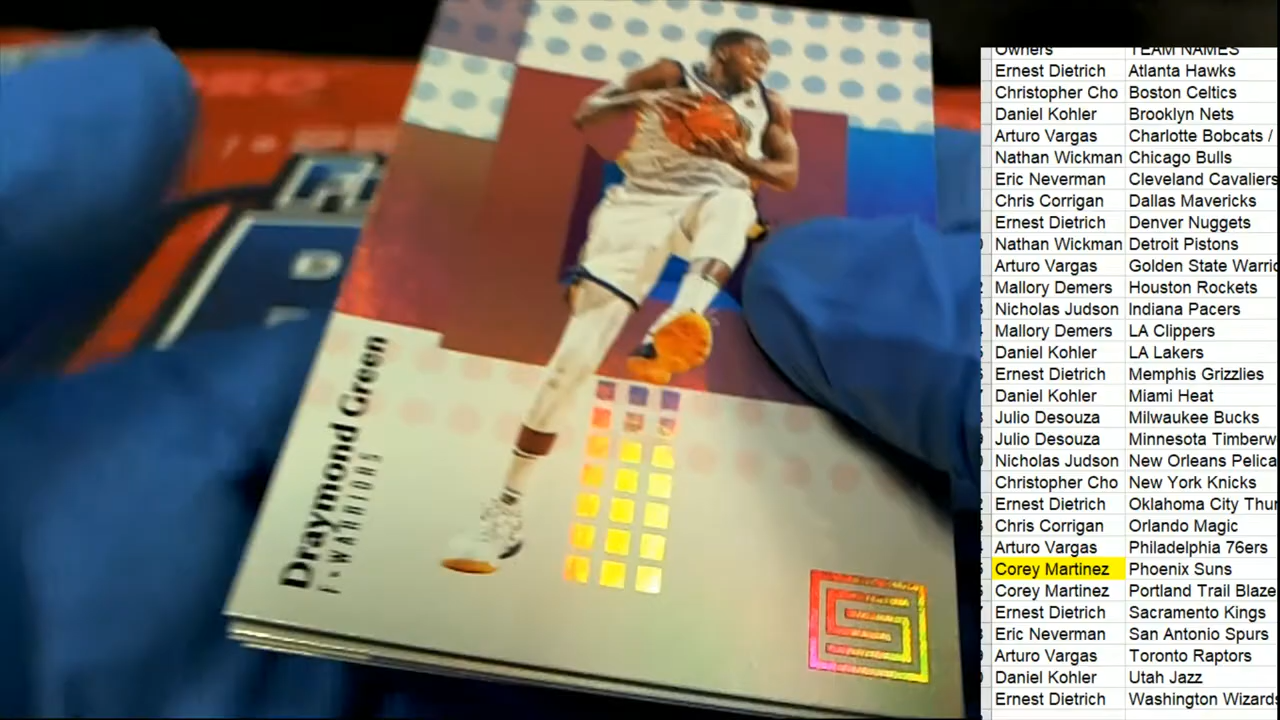 Draymond Green
F • WARRIORS
Owners TEAM NAMES
Ernest Dietrich Atlanta Hawks
Christopher Cho Boston Celtics
Daniel Kohler Brooklyn Nets
Arturo Vargas Charlotte Bobcats /
Nathan Wickman Chicago Bulls
Eric Neverman Cleveland Cavaliers
Chris Corrigan Dallas Mavericks
Ernest Dietrich Denver Nuggets
Nathan Wickman Detroit Pistons
Arturo Vargas Golden State Warrio
Mallory Demers Houston Rockets
Nicholas Judson Indiana Pacers
Mallory Demers LA Clippers
Daniel Kohler LA Lakers
Ernest Dietrich Memphis Grizzlies
Daniel Kohler Miami Heat
Julio Desouza Milwaukee Bucks
Julio Desouza Minnesota Timberw
Nicholas Judson New Orleans Pelica
Christopher Cho New York Knicks
Ernest Dietrich Oklahoma City Thu
Chris Corrigan Orlando Magic
Arturo Vargas Philadelphia 76ers
Corey Martinez Phoenix Suns
Corey Martinez Portland Trail Blaze
Ernest Dietrich Sacramento Kings
Eric Neverman San Antonio Spurs
Arturo Vargas Toronto Raptors
Daniel Kohler Utah Jazz
Ernest Dietrich Washington Wizards